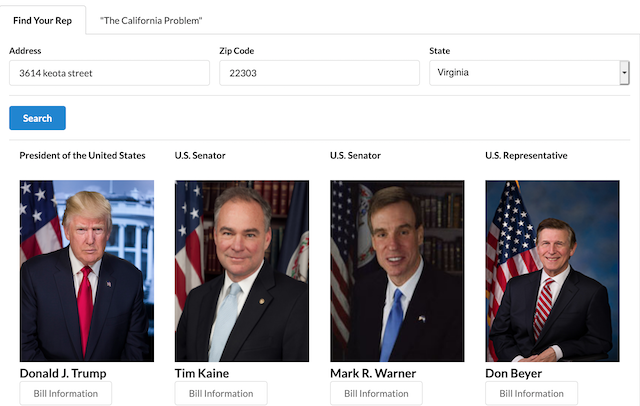 Find Your Rep "The California Problem"
Address Zip Code State
3614 keota street 22303 Virginia
Search
President of the United States U.S. Senator U.S. Senator U.S. Representative
Donald J. Trump Tim Kaine Mark R. Warner Don Beyer
Bill Information Bill Information Bill Information Bill Information